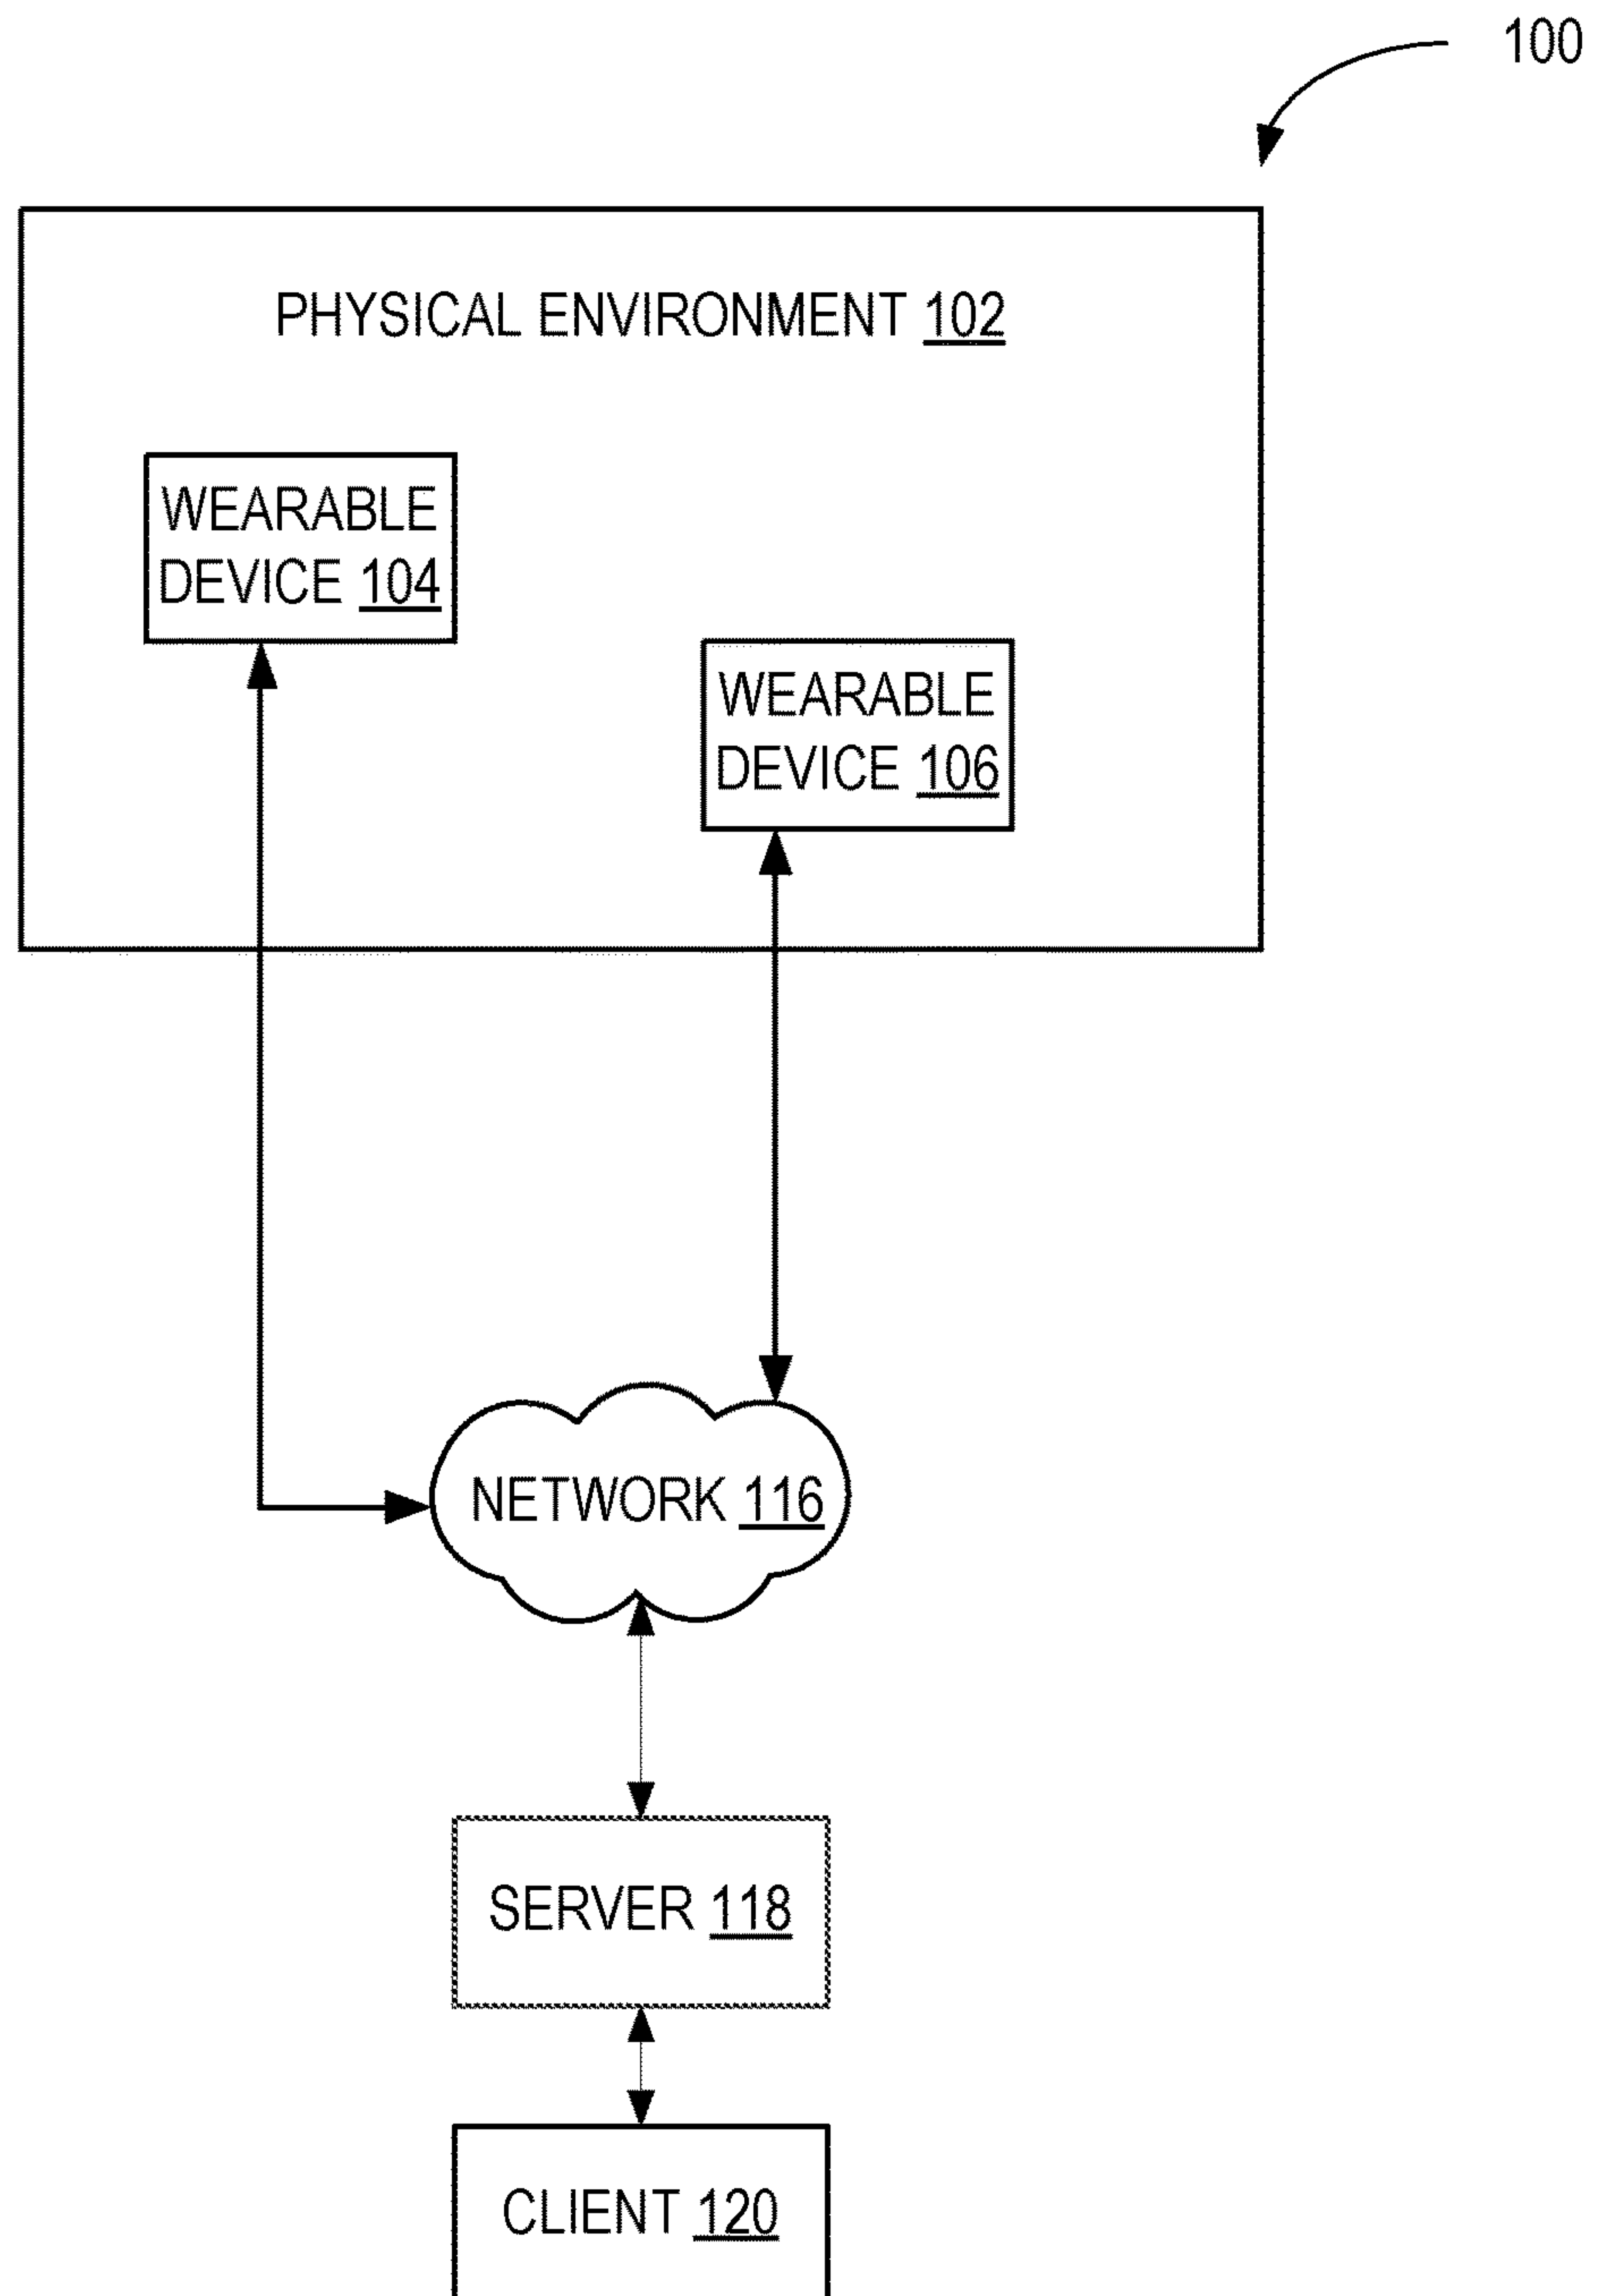 100
PHYSICAL ENVIRONMENT 102
WEARABLE
DEVICE 104
WEARABLE
DEVICE 106
NETWORK 116
SERVER 118
CLIENT 120